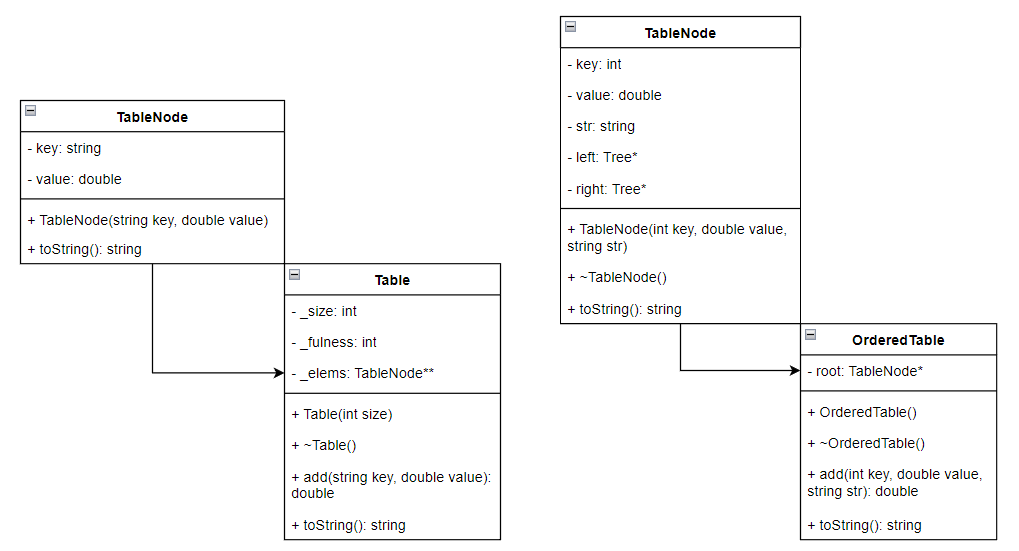 TableNode
- key: string
- value: double
+ TableNode(string key, double value)
+ toString(): string
Table
- _size: int
- _fulness: int
- _elems: TableNode**
+ Table(int size)
+ ~Table()
+ add(string key, double value):
double
+ toString(): string
TableNode
- key: int
- value: double
- str: string
- left: Tree*
- right: Tree*
+ TableNode(int key, double value,
string str)
+ ~TableNode()
+ toString(): string
OrderedTable
- root: TableNode*
+ OrderedTable()
+ ~OrderedTable()
+ add(int key, double value,
string str): double
+ toString(): string